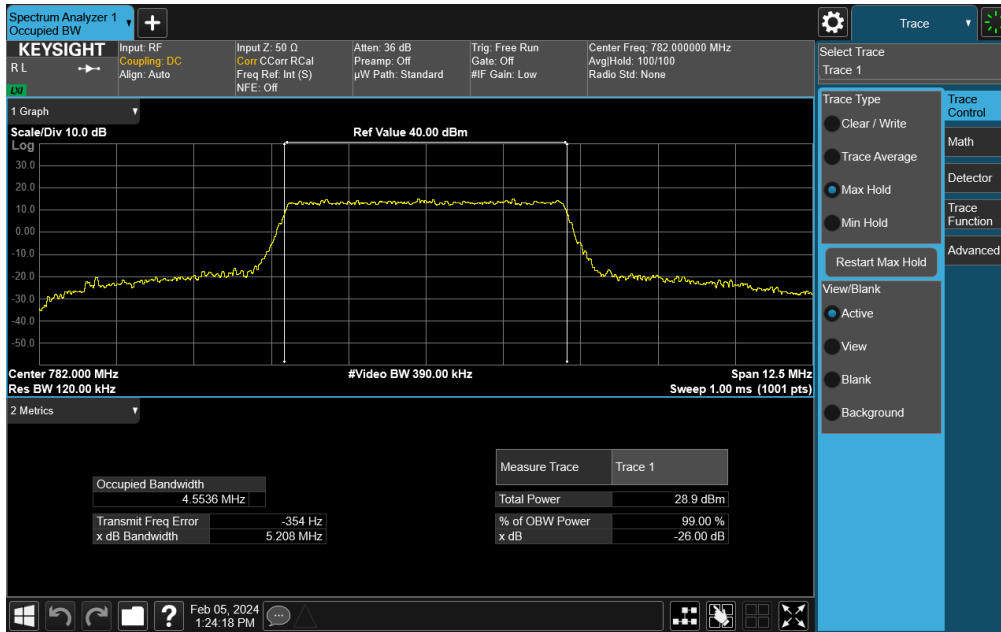 Spectrum Analyzer 1
Occupied BW
+
Trace
KEYSIGHT
R L
LXI
Input: RF
Coupling: DC
Align: Auto
Input Z: 50 Ω
Corr CCorr RCal
Freq Ref: Int (S)
NFE: Off
Atten: 36 dB
Preamp: Off
µW Path: Standard
Trig: Free Run
Gate: Off
#IF Gain: Low
Center Freq: 782.000000 MHz
Avg|Hold: 100/100
Radio Std: None
Select Trace
Trace 1
1 Graph
Scale/Div 10.0 dB
Ref Value 40.00 dBm
Log
30.0
20.0
10.0
0.00
-10.0
-20.0
-30.0
-40.0
-50.0
Center 782.000 MHz
#Video BW 390.00 kHz
Span 12.5 MHz
Res BW 120.00 kHz
Sweep 1.00 ms (1001 pts)
Trace Type
Clear / Write
Trace Average
Max Hold
Min Hold
Restart Max Hold
View/Blank
Active
View
Blank
Background
Trace
Control
Math
Detector
Trace
Function
Advanced
2 Metrics
Occupied Bandwidth
4.5536 MHz
Transmit Freq Error -354 Hz
x dB Bandwidth 5.208 MHz
Measure Trace Trace 1
Total Power 28.9 dBm
% of OBW Power 99.00 %
x dB -26.00 dB
?
Feb 05, 2024
1:24:18 PM